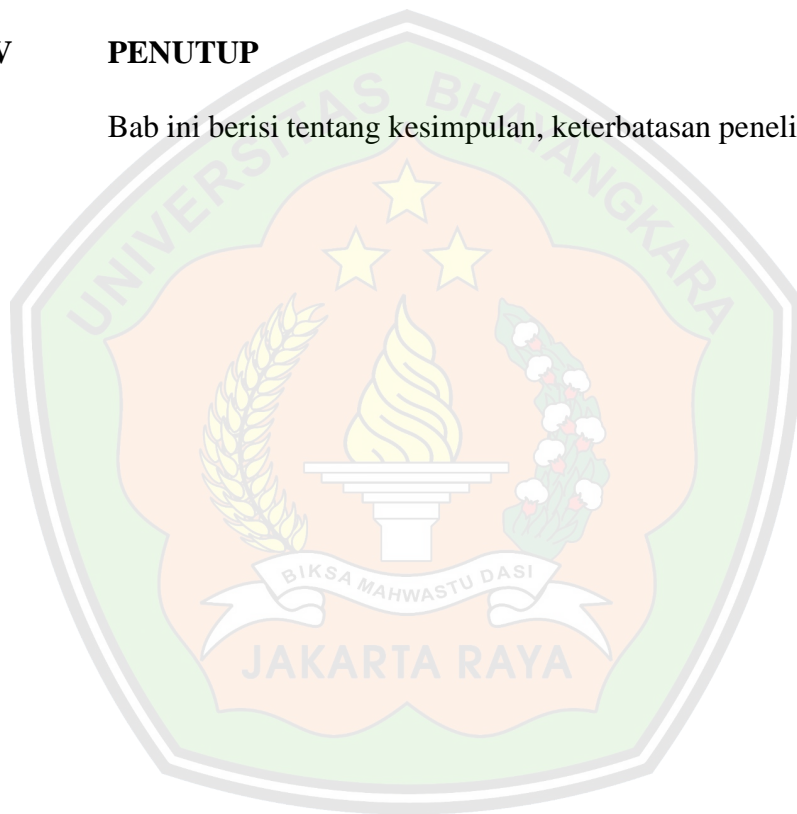 V PENUTUP
Bab ini berisi tentang kesimpulan, keterbatasan peneli
UNIVERSITAS BHAYANGKARA
BIKSA MAHWASTU DASI
JAKARTA RAYA